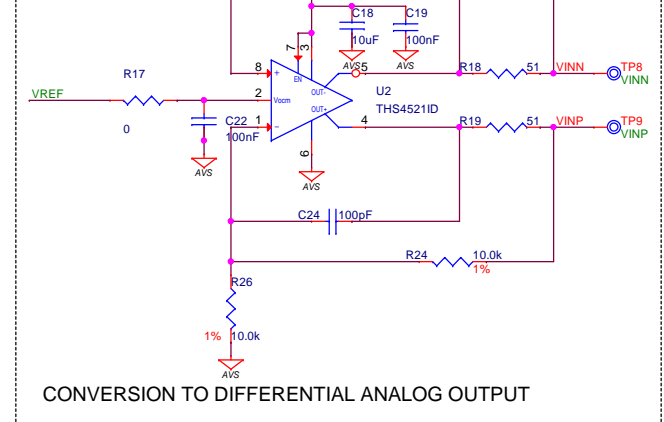 C18
C19
10uF
100nF
7
3
AVS
AVS
8
+
EN
5
R18
51
VINN
TP8
VINN
R17
OUT-
U2
THS4521ID
VREF
2
Vocm
OUT+
0
C22
100nF
1
-
4
R19
51
VINP
TP9
VINP
6
AVS
AVS
C24
100pF
R24
10.0k
1%
R26
1%
10.0k
AVS
CONVERSION TO DIFFERENTIAL ANALOG OUTPUT